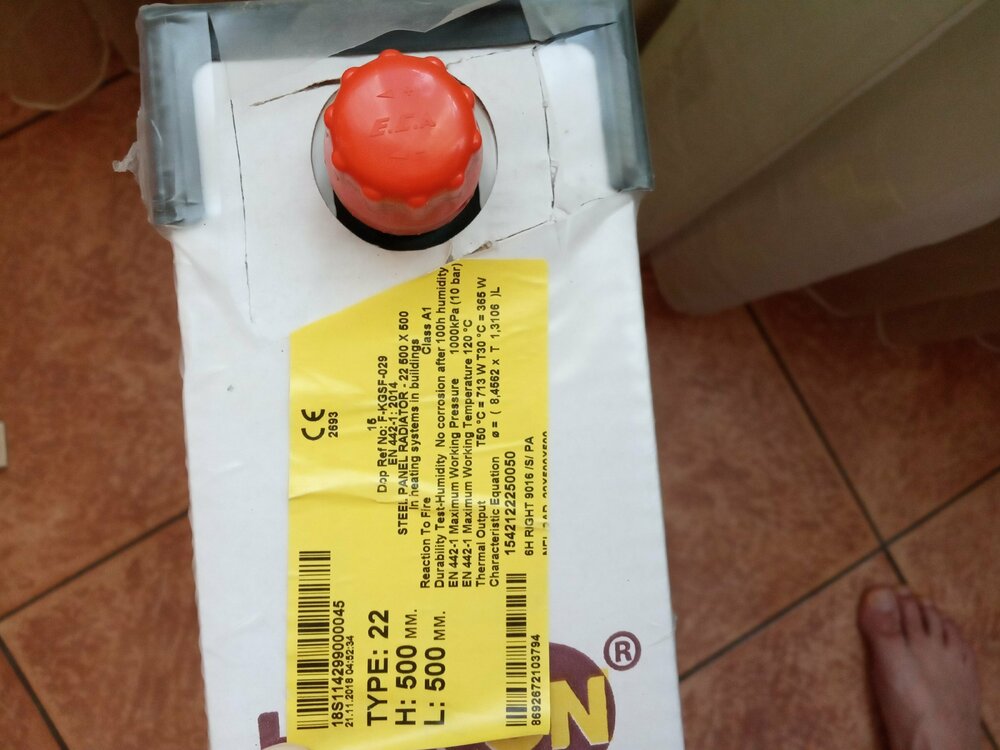 E.C.A
CE
2693
15
Dop Ref No: F-KGSF-029
EN 442-1: 2014
STEEL PANEL RADIATOR - 22 500 X 500
In heating systems in buildings
Reaction To Fire Class A1
Durability Test-Humidity No corrosion after 100h humidity
EN 442-1 Maximum Working Pressure 1000kPa (10 bar)
EN 442-1 Maximum Working Temperature 120 °C
Thermal Output T50 °C = 713 W T30 °C = 365 W
Characteristic Equation ø = ( 8,4562 x T 1,3106 )L
1542122250050
6H RIGHT 9016 /S/ PA
18S114299000045
21.11.2018 04:52:34
TYPE: 22
H: 500 MM.
L: 500 MM.
8692672103794
N ®